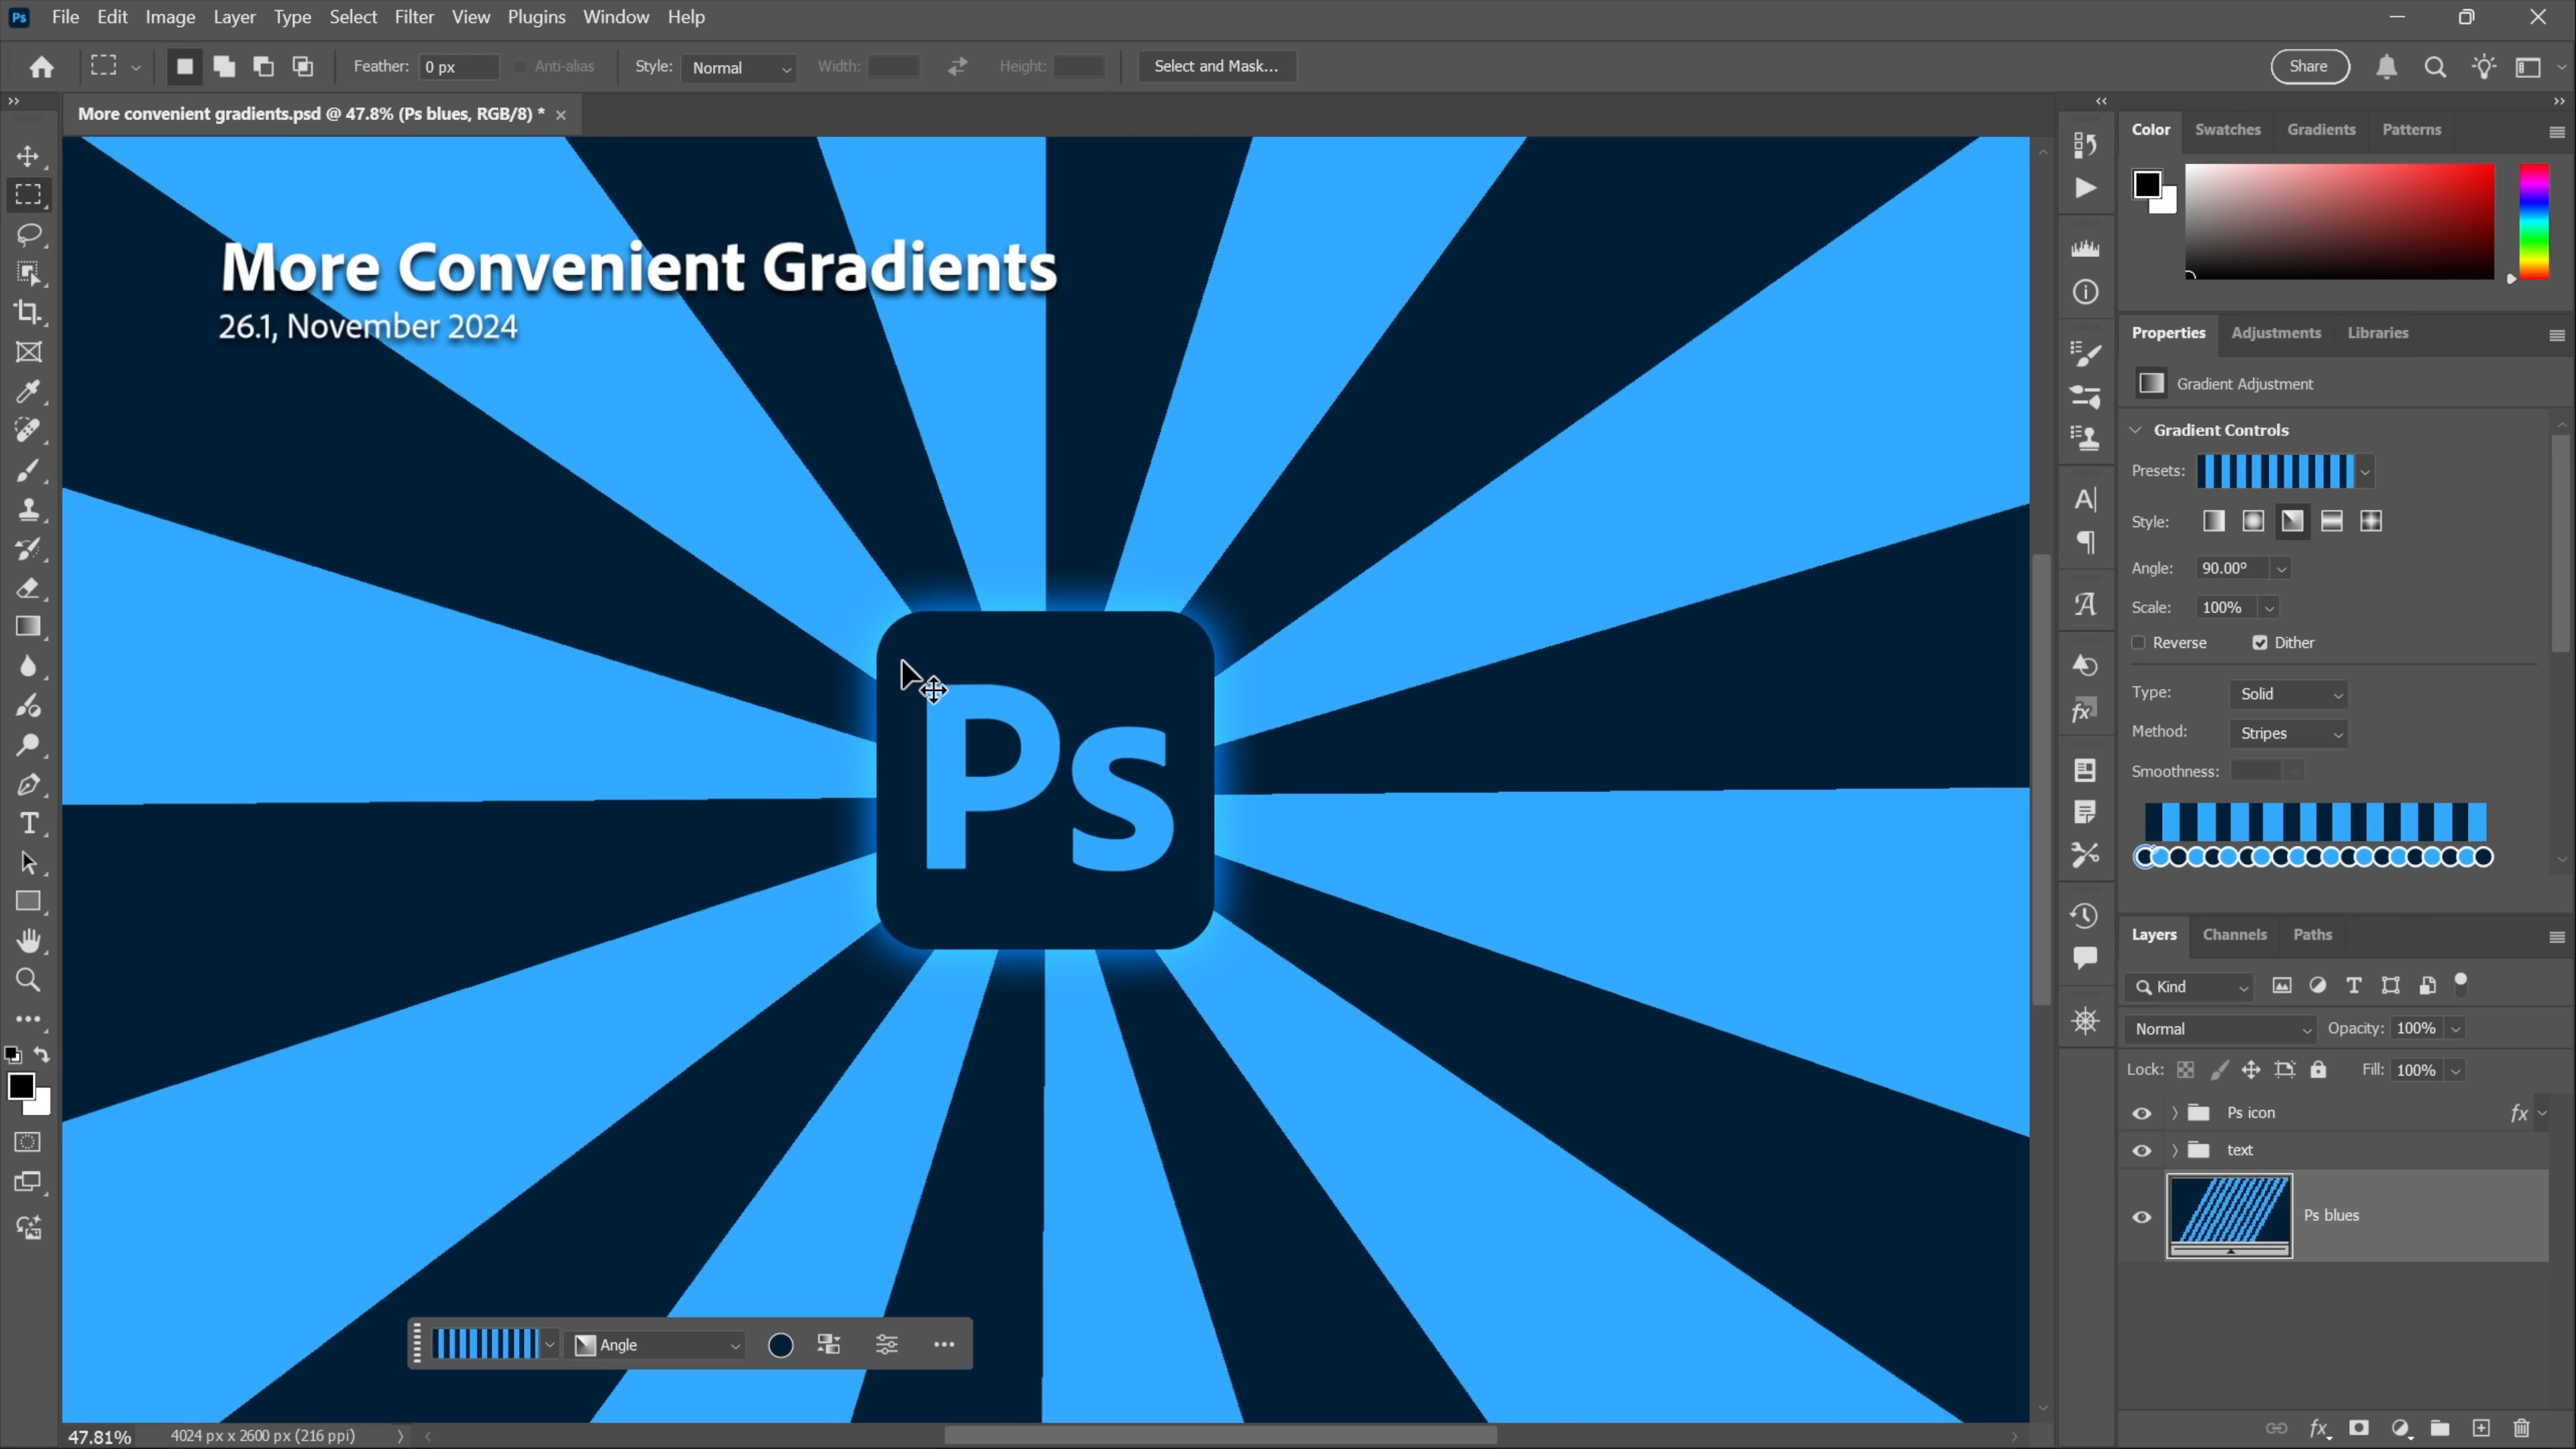 Ps File Edit Image Layer Type Select Filter View Plugins Window Help
Feather: 0 px Anti-alias Style: Normal Width: Height: Select and Mask... Share
More convenient gradients.psd @ 47.8% (Ps blues, RGB/8) *
More Convenient Gradients
26.1, November 2024
Ps
Angle
47.81% 4024 px x 2600 px (216 ppi)
Color Swatches Gradients Patterns
Properties Adjustments Libraries
Gradient Adjustment
Gradient Controls
Presets:
Style:
Angle: 90.00°
Scale: 100%
Reverse Dither
Type: Solid
Method: Stripes
Smoothness:
Layers Channels Paths
Kind
Normal Opacity: 100%
Lock: Fill: 100%
Ps icon fx
text
Ps blues